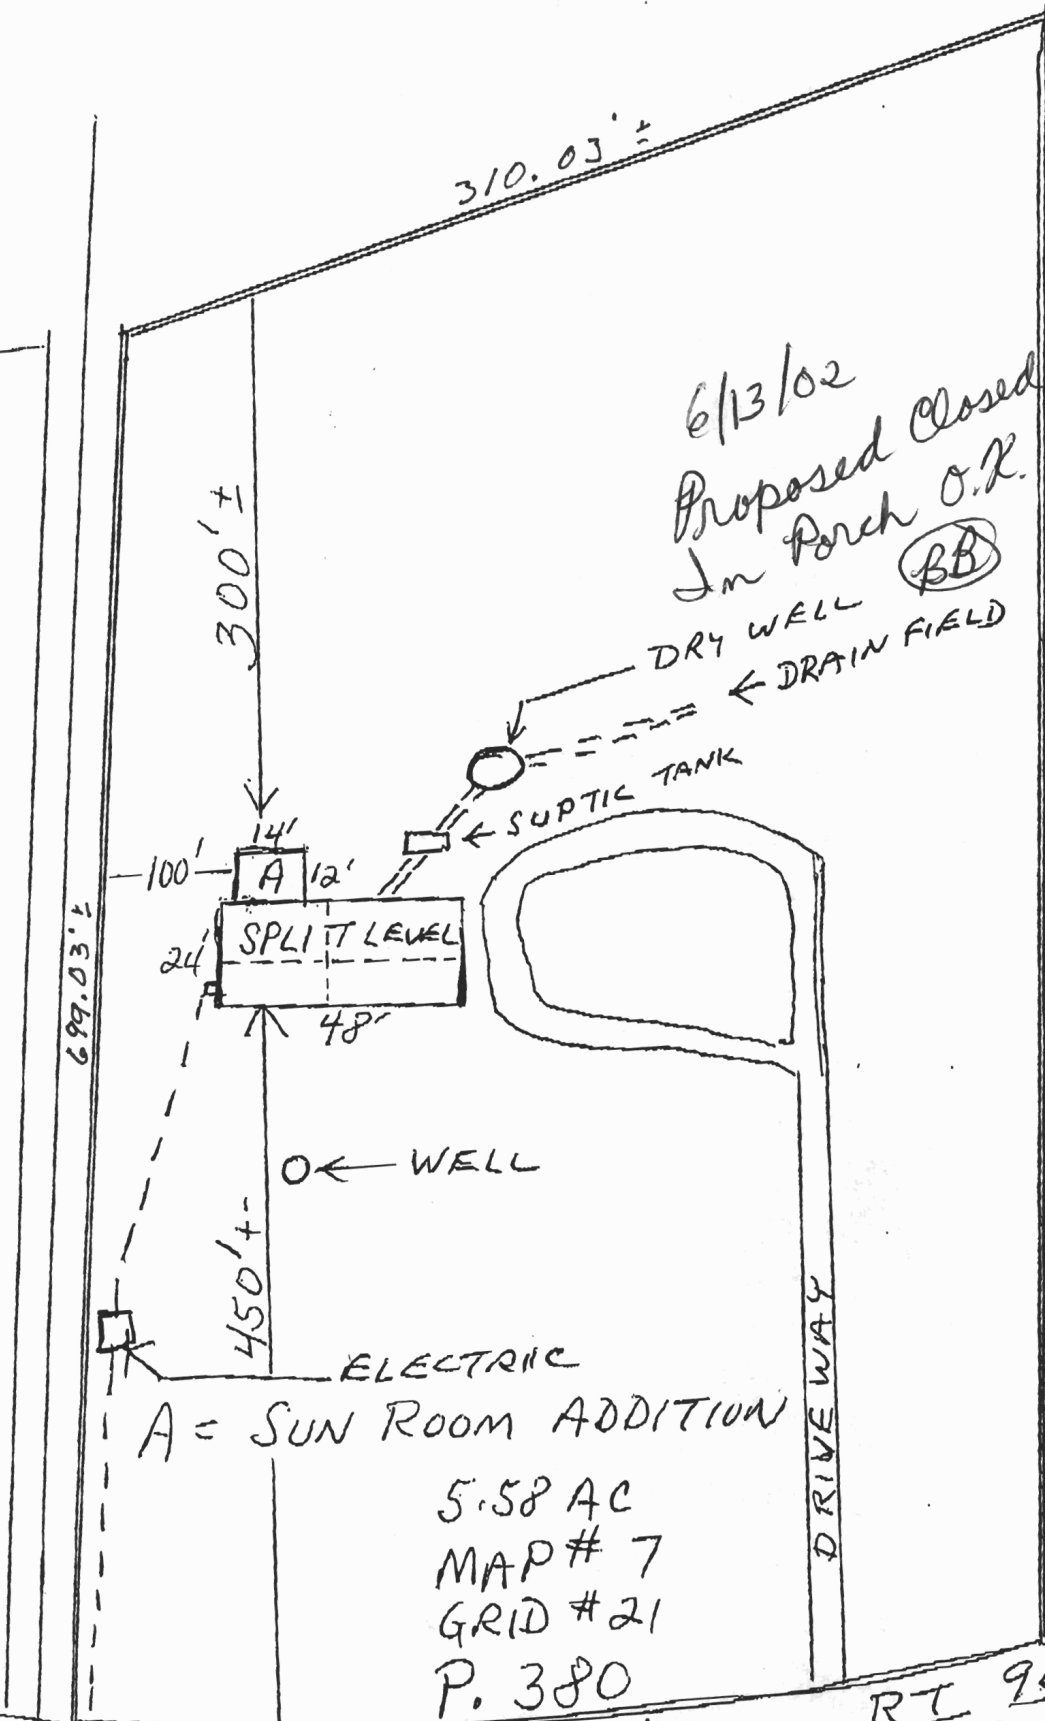 310.03' ±
6/13/02
Proposed Closed
In Porch O.K.
BB
300' ±
DRY WELL
← DRAIN FIELD
SUPTIC TANK
14'
100'
A
12'
SPLIT LEVEL
24'
48'
699.03' ±
WELL
450' +-
ELECTRIC
A = SUN ROOM ADDITION
DRIVEWAY
5.58 AC
MAP # 7
GRID # 21
P. 380
RT